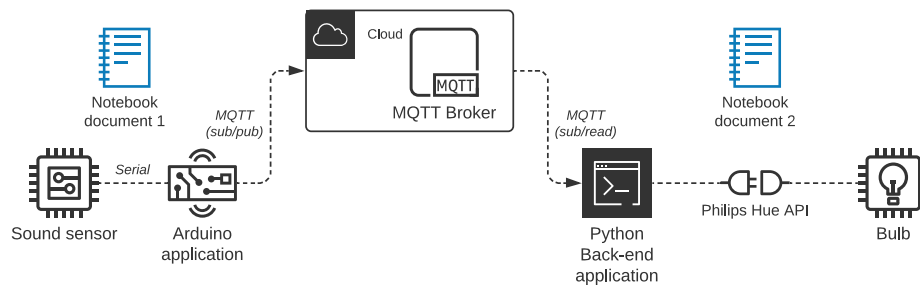 Cloud
MQTT
MQTT Broker
Notebook
document 1
MQTT
(sub/pub)
MQTT
(sub/read)
Notebook
document 2
Serial
Sound sensor
Arduino
application
Python
Back-end
application
Philips Hue API
Bulb